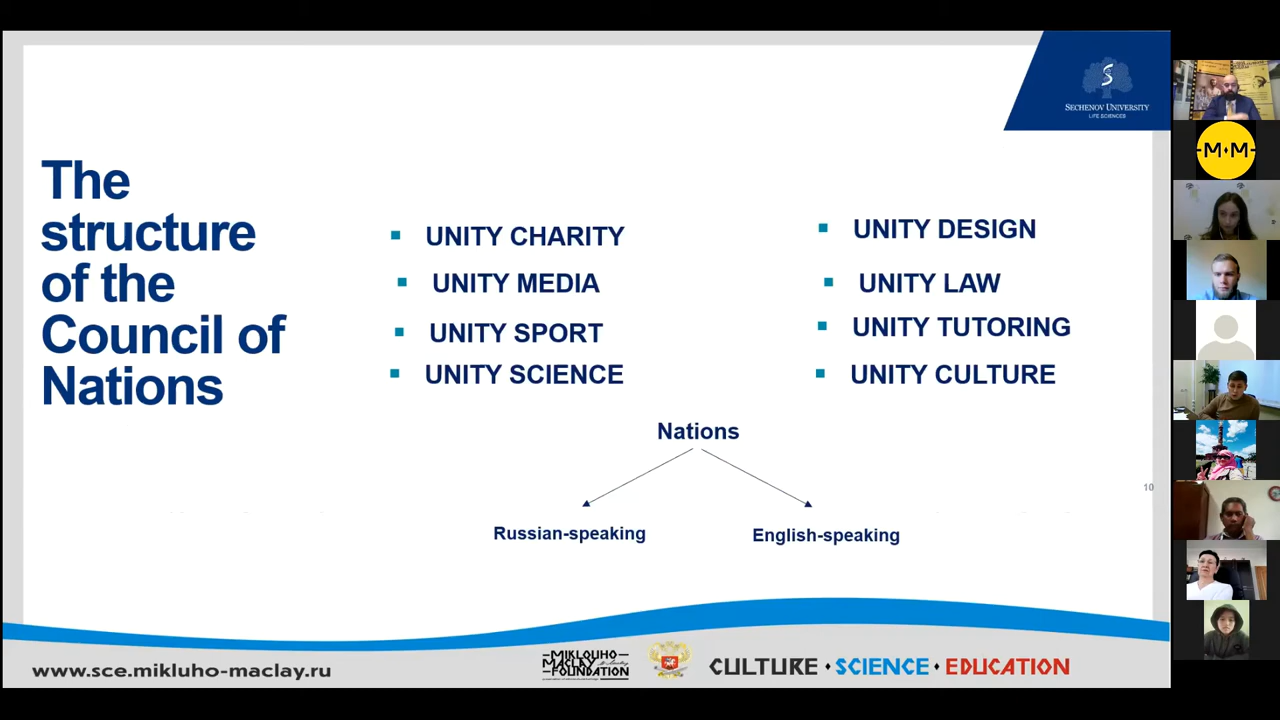 SECHENOV UNIVERSITY
LIFE SCIENCES
The
structure
of the
Council of
Nations
UNITY CHARITY
UNITY MEDIA
UNITY SPORT
UNITY SCIENCE
UNITY DESIGN
UNITY LAW
UNITY TUTORING
UNITY CULTURE
Nations
Russian-speaking
English-speaking
10
www.sce.mikluho-maclay.ru
MIKLOUHO
MACLAY
FOUNDATION
CULTURE • SCIENCE • EDUCATION
M•M